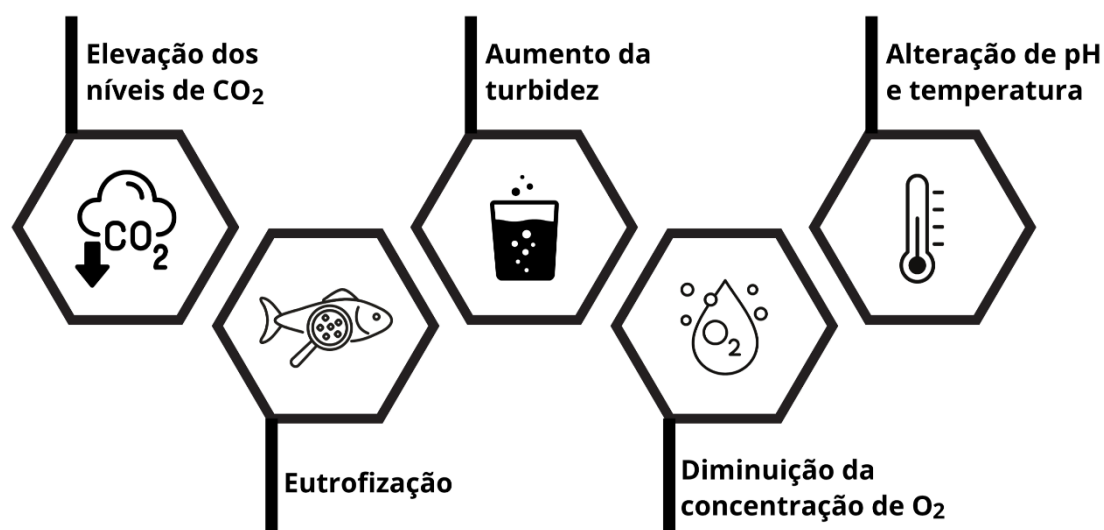 Elevação dos
níveis de CO₂
Aumento da
turbidez
Alteração de pH
e temperatura
CO₂
O₂
Eutrofização
Diminuição da
concentração de O₂